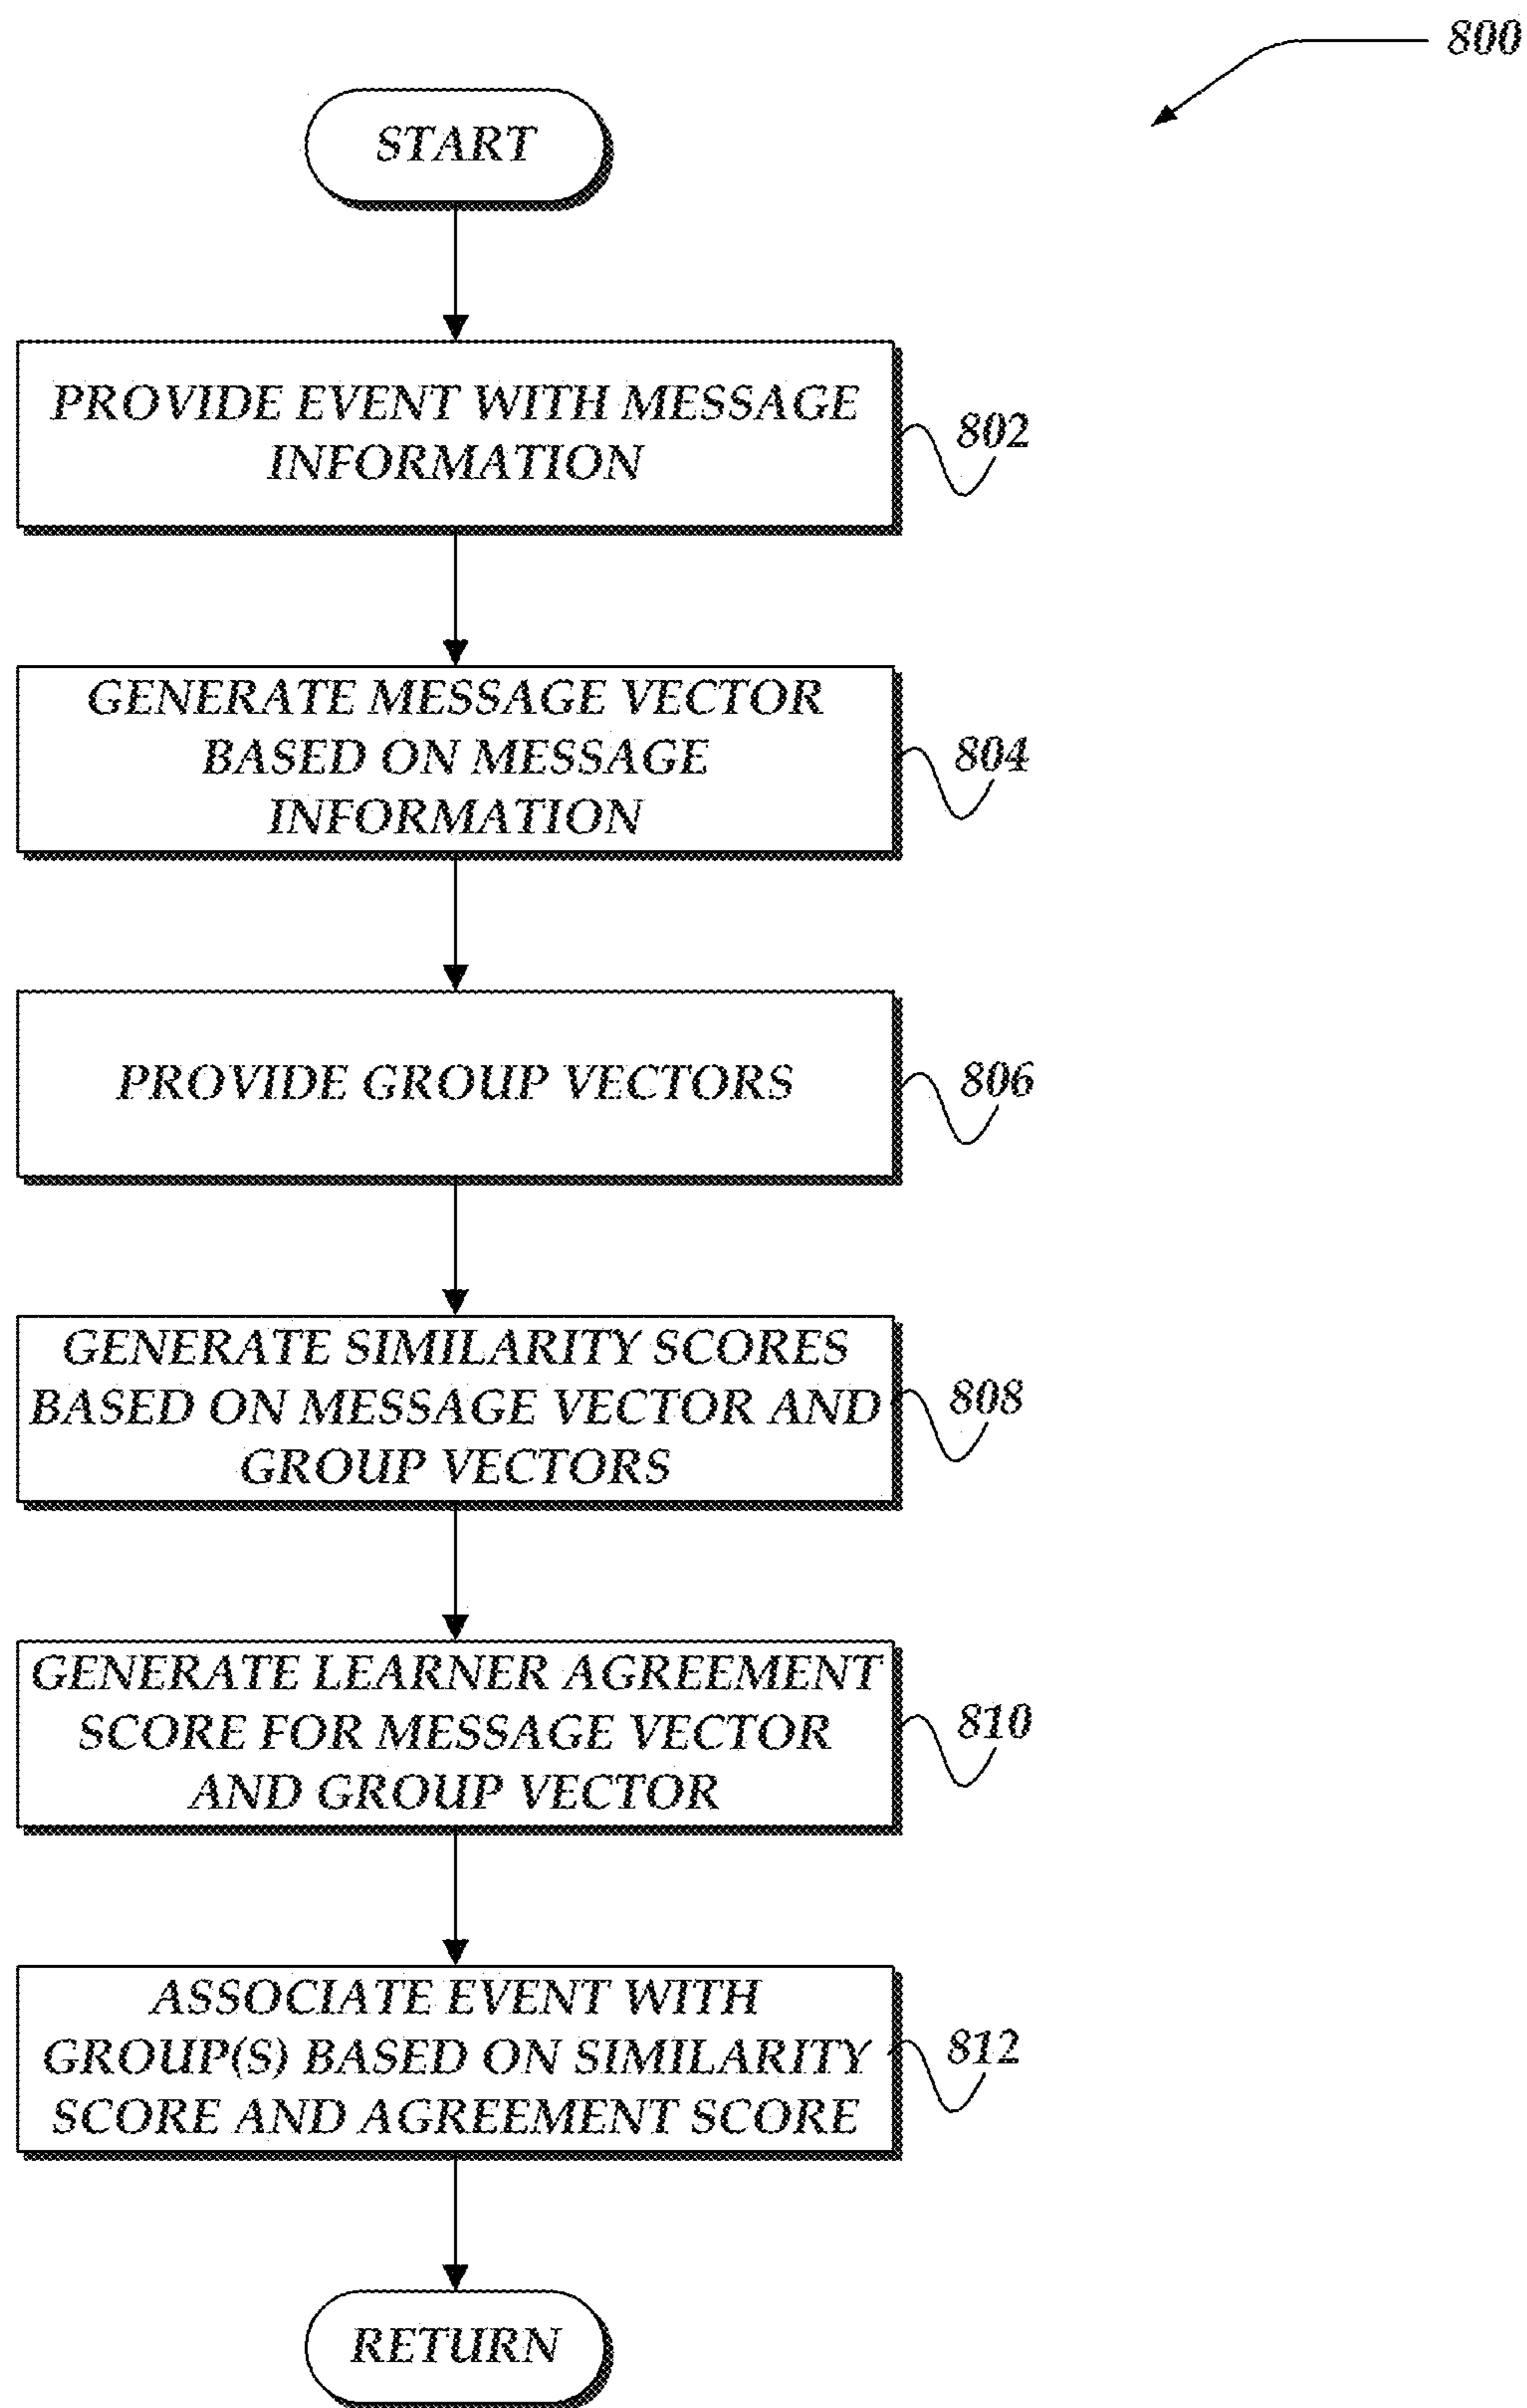 800
START
PROVIDE EVENT WITH MESSAGE
INFORMATION
802
GENERATE MESSAGE VECTOR
BASED ON MESSAGE
INFORMATION
804
PROVIDE GROUP VECTORS
806
GENERATE SIMILARITY SCORES
BASED ON MESSAGE VECTOR AND
GROUP VECTORS
808
GENERATE LEARNER AGREEMENT
SCORE FOR MESSAGE VECTOR
AND GROUP VECTOR
810
ASSOCIATE EVENT WITH
GROUP(S) BASED ON SIMILARITY
SCORE AND AGREEMENT SCORE
812
RETURN